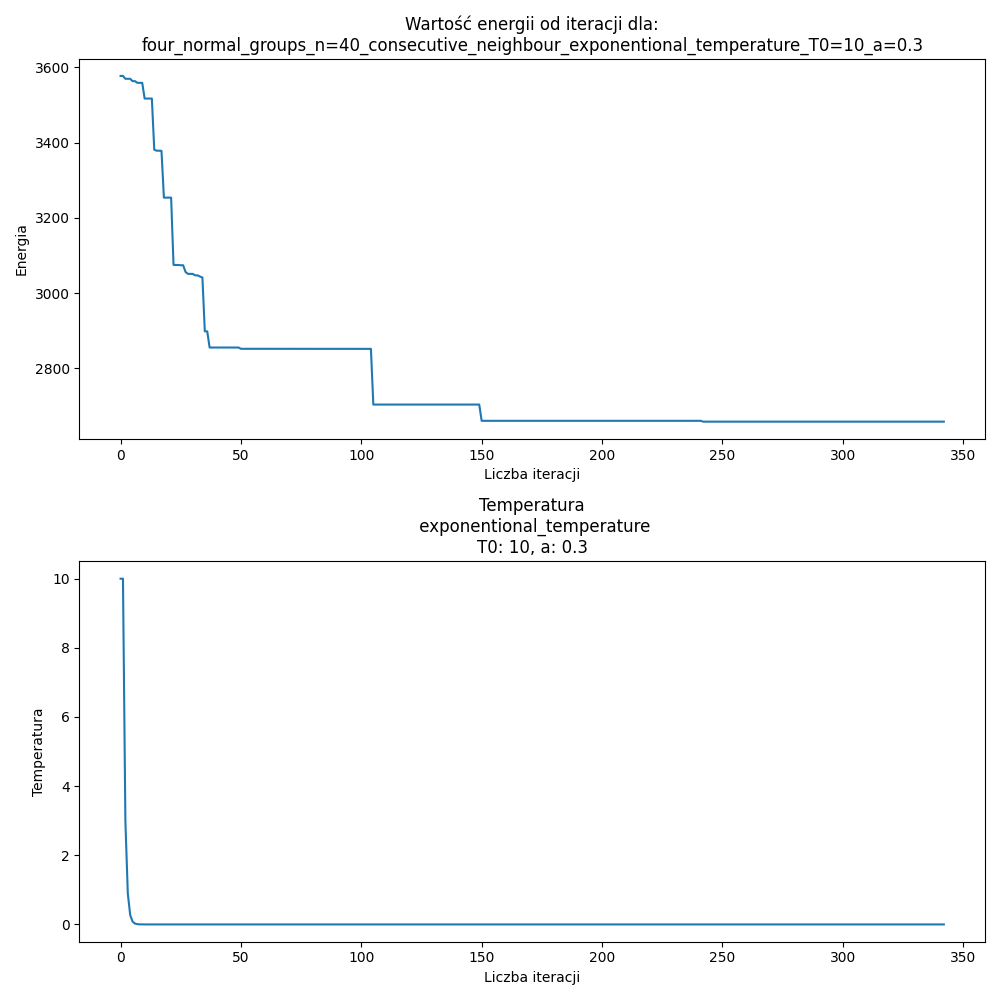 Wartość energii od iteracji dla:
four_normal_groups_n=40_consecutive_neighbour_exponentional_temperature_T0=10_a=0.3
3600
3400
3200
3000
2800
Energia
0 50 100 150 200 250 300 350
Liczba iteracji
Temperatura
exponentional_temperature
T0: 10, a: 0.3
10
8
6
4
2
0
Temperatura
0 50 100 150 200 250 300 350
Liczba iteracji